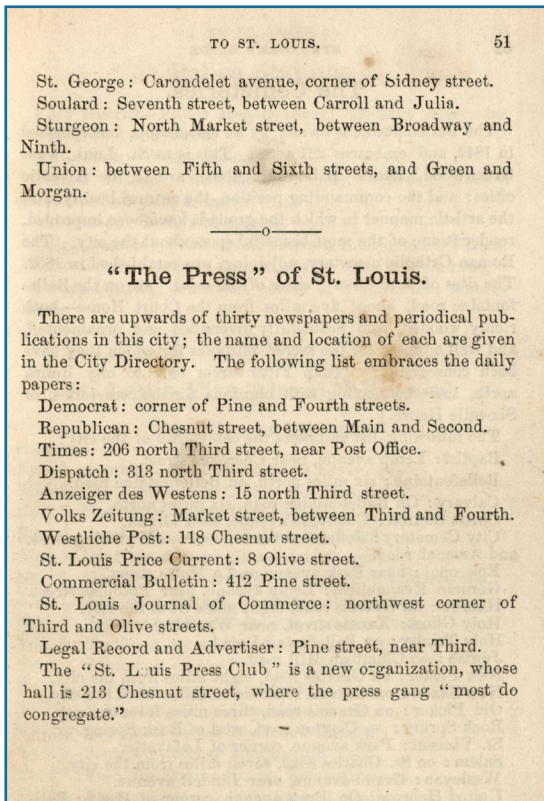 TO ST. LOUIS. 51
St. George: Carondelet avenue, corner of Sidney street.
Soulard: Seventh street, between Carroll and Julia.
Sturgeon: North Market street, between Broadway and
Ninth.
Union: between Fifth and Sixth streets, and Green and
Morgan.
"The Press" of St. Louis.
There are upwards of thirty newspapers and periodical pub-
lications in this city; the name and location of each are given
in the City Directory. The following list embraces the daily
papers:
Democrat: corner of Pine and Fourth streets.
Republican: Chesnut street, between Main and Second.
Times: 206 north Third street, near Post Office.
Dispatch: 313 north Third street.
Anzeiger des Westens: 15 north Third street.
Volks Zeitung: Market street, between Third and Fourth.
Westliche Post: 118 Chesnut street.
St. Louis Price Current: 8 Olive street.
Commercial Bulletin: 412 Pine street.
St. Louis Journal of Commerce: northwest corner of
Third and Olive streets.
Legal Record and Advertiser: Pine street, near Third.
The "St. Louis Press Club" is a new organization, whose
hall is 213 Chesnut street, where the press gang "most do
congregate."